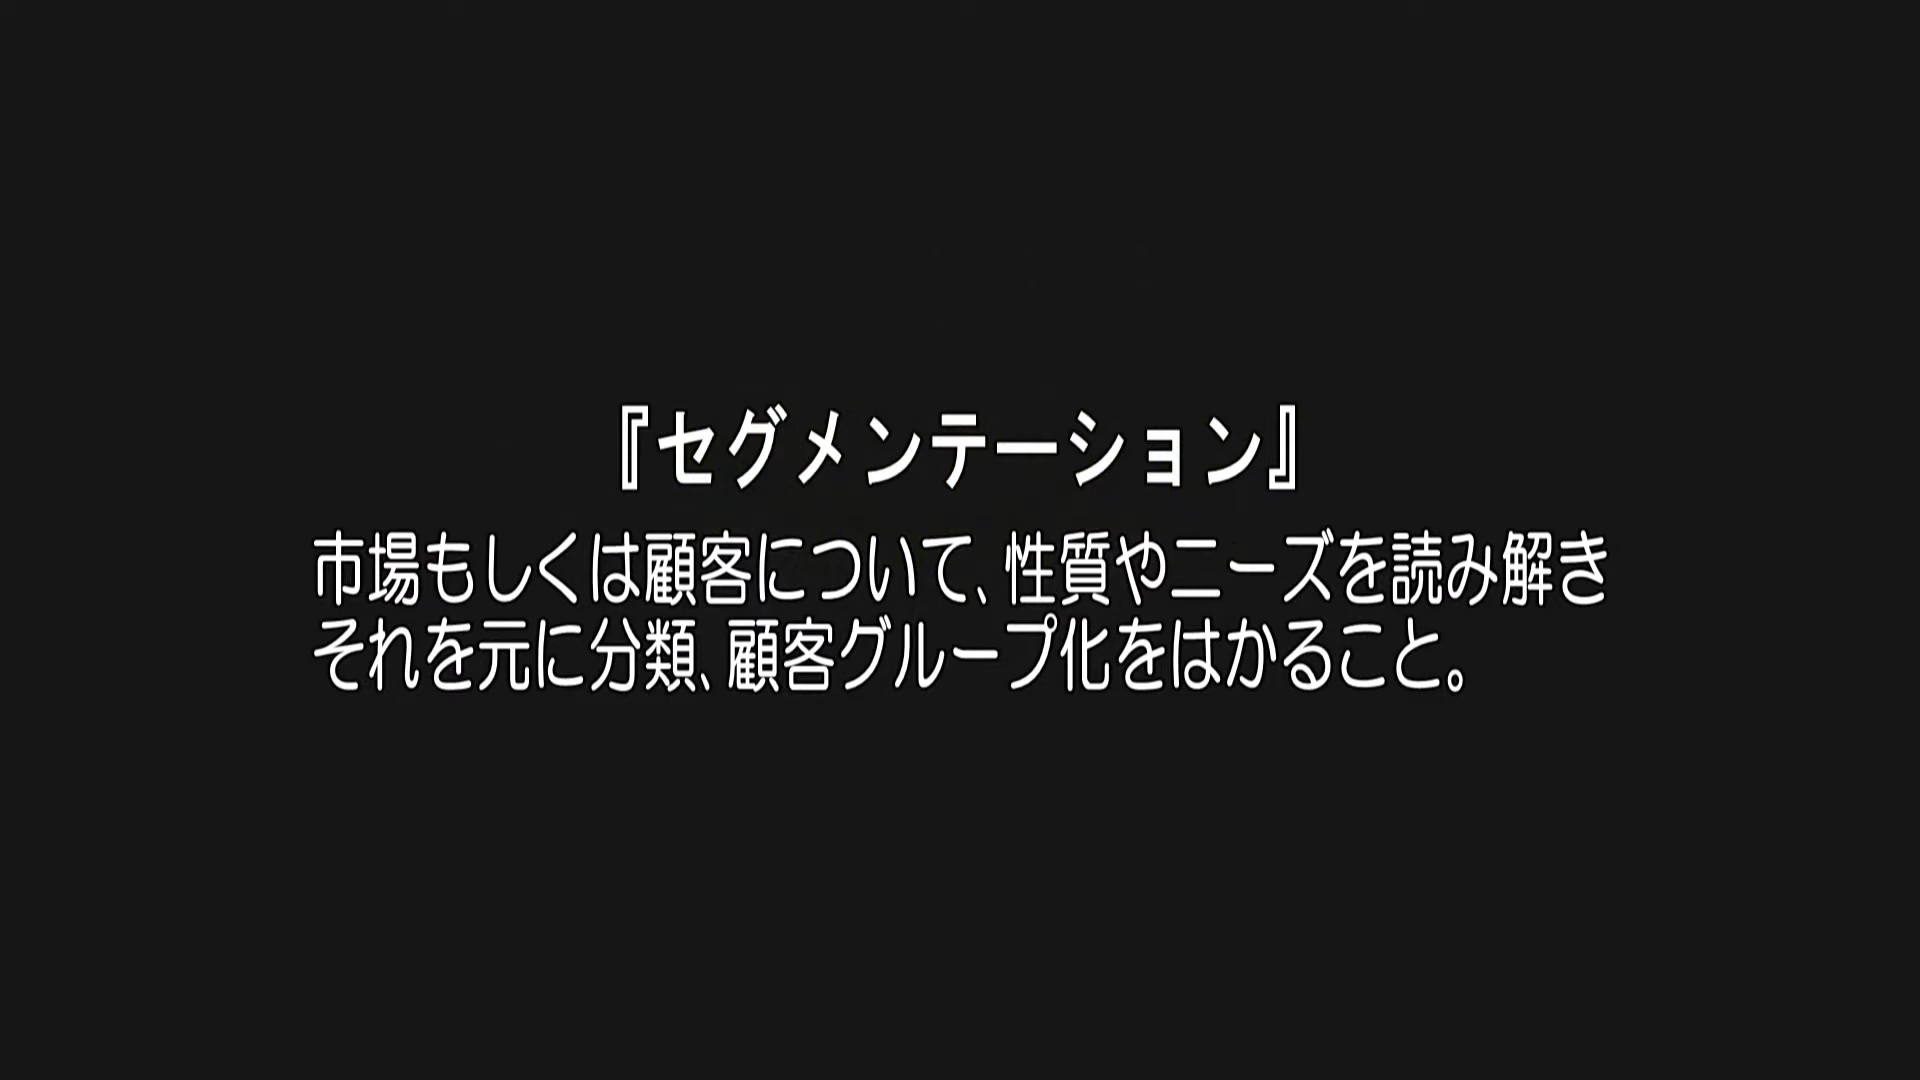 『セグメンテーション』
市場もしくは顧客について、性質やニーズを読み解き
それを元に分類、顧客グループ化をはかること。